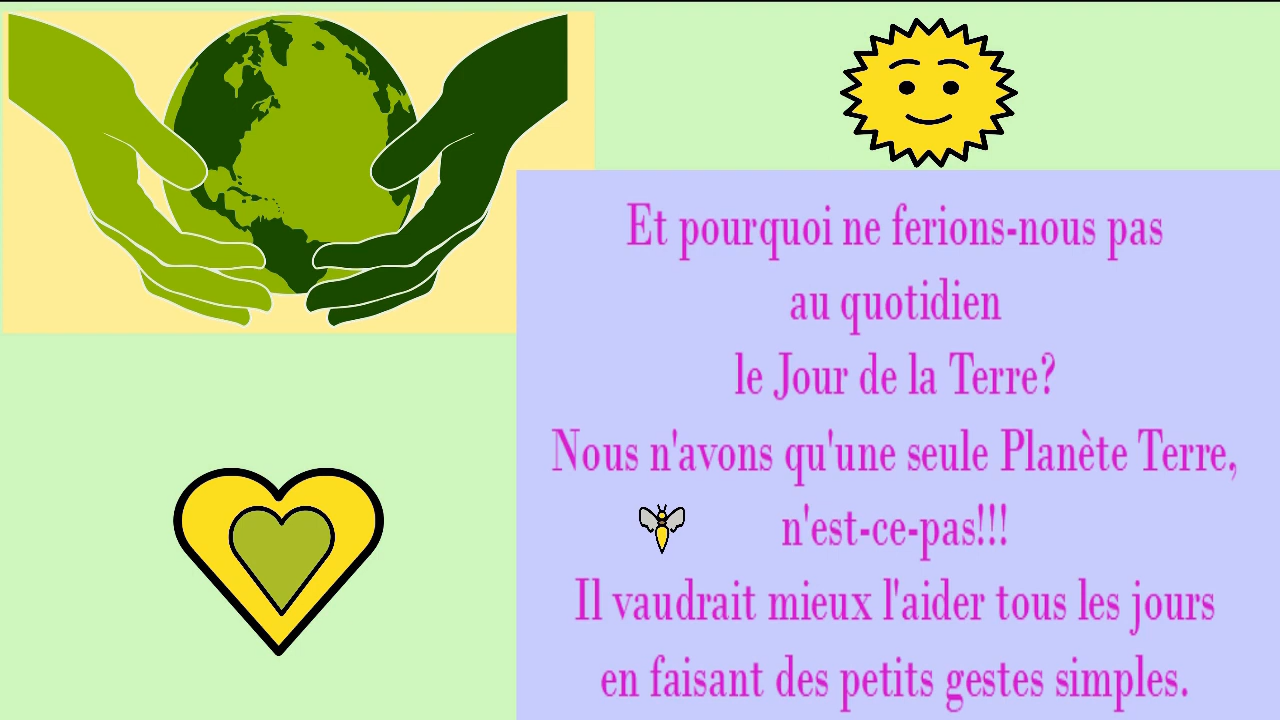 Et pourquoi ne ferions-nous pas
au quotidien
le Jour de la Terre?
Nous n'avons qu'une seule Planète Terre,
n'est-ce-pas!!!
Il vaudrait mieux l'aider tous les jours
en faisant des petits gestes simples.